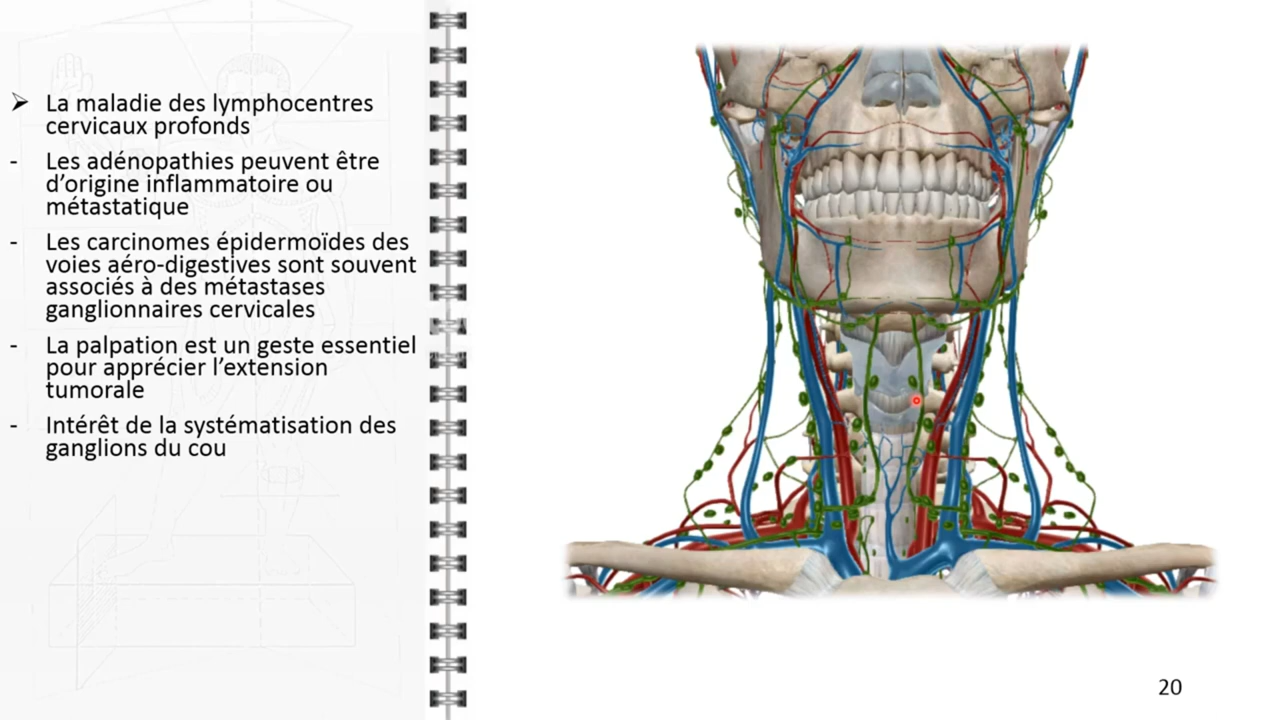 ➤ La maladie des lymphocentres
cervicaux profonds
- Les adénopathies peuvent être
d’origine inflammatoire ou
métastatique
- Les carcinomes épidermoïdes des
voies aéro-digestives sont souvent
associés à des métastases
ganglionnaires cervicales
- La palpation est un geste essentiel
pour apprécier l’extension
tumorale
- Intérêt de la systématisation des
ganglions du cou
20